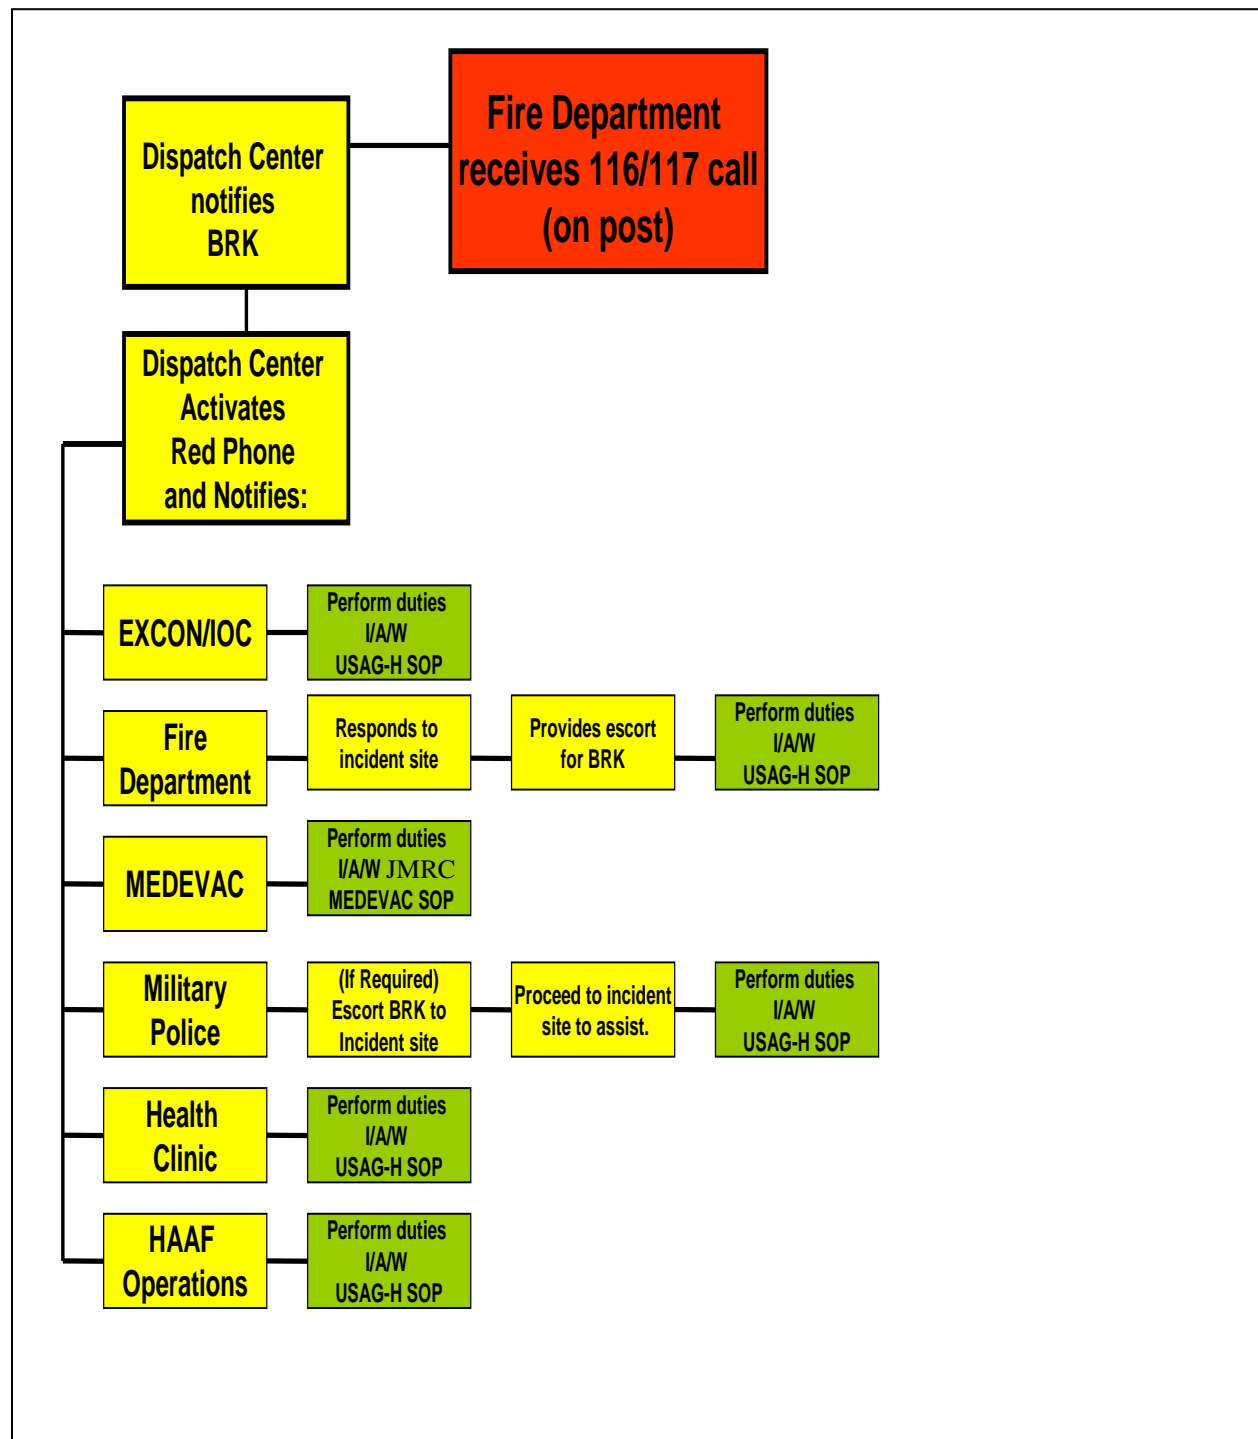 Fire Department
receives 116/117 call
(on post)
Dispatch Center
notifies
BRK
Dispatch Center
Activates
Red Phone
and Notifies:
EXCON/IOC
Perform duties
I/A/W
USAG-H SOP
Fire
Department
Responds to
incident site
Provides escort
for BRK
Perform duties
I/A/W
USAG-H SOP
MEDEVAC
Perform duties
I/A/W JMRC
MEDEVAC SOP
Military
Police
(If Required)
Escort BRK to
Incident site
Proceed to incident
site to assist.
Perform duties
I/A/W
USAG-H SOP
Health
Clinic
Perform duties
I/A/W
USAG-H SOP
HAAF
Operations
Perform duties
I/A/W
USAG-H SOP